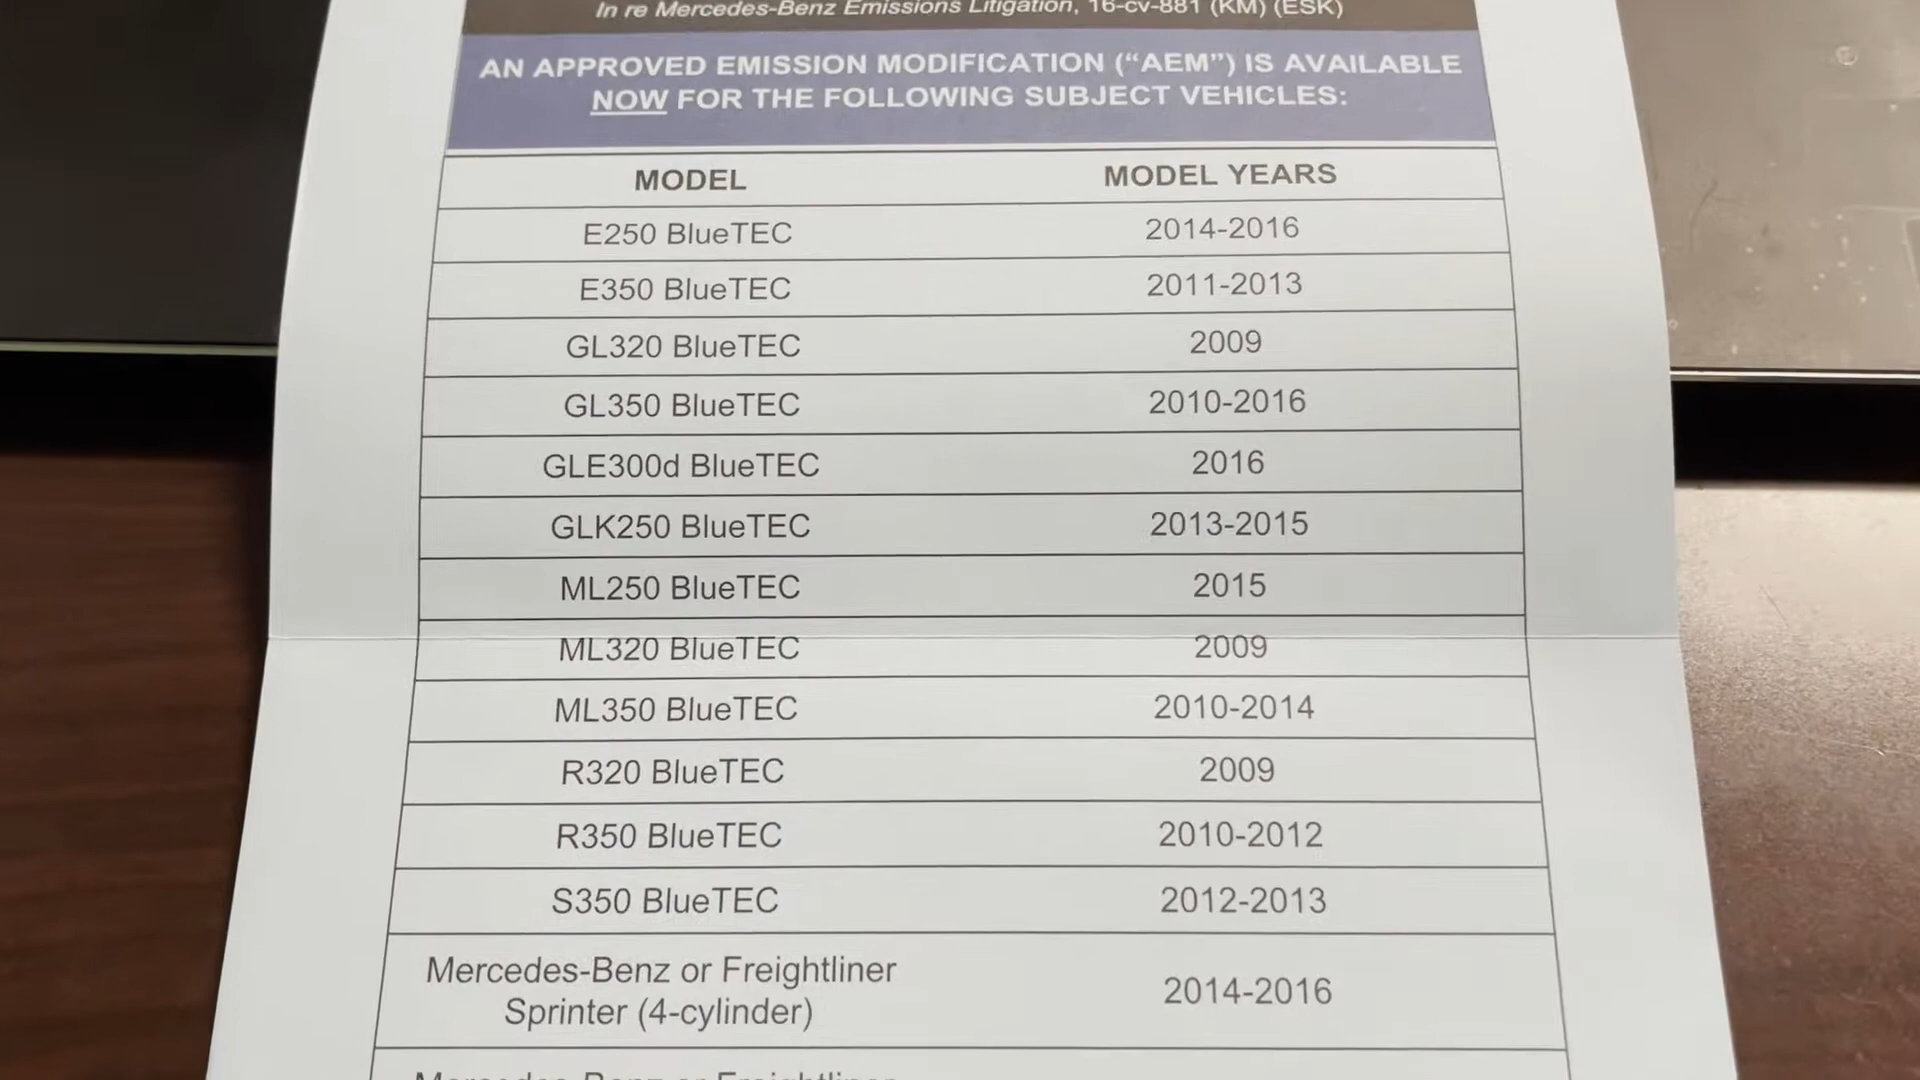 In re Mercedes-Benz Emissions Litigation, 16-cv-881 (KM) (ESK)
AN APPROVED EMISSION MODIFICATION (“AEM”) IS AVAILABLE
NOW FOR THE FOLLOWING SUBJECT VEHICLES:
MODEL MODEL YEARS
E250 BlueTEC 2014-2016
E350 BlueTEC 2011-2013
GL320 BlueTEC 2009
GL350 BlueTEC 2010-2016
GLE300d BlueTEC 2016
GLK250 BlueTEC 2013-2015
ML250 BlueTEC 2015
ML320 BlueTEC 2009
ML350 BlueTEC 2010-2014
R320 BlueTEC 2009
R350 BlueTEC 2010-2012
S350 BlueTEC 2012-2013
Mercedes-Benz or Freightliner
Sprinter (4-cylinder) 2014-2016
Mercedes-Benz or Freightliner